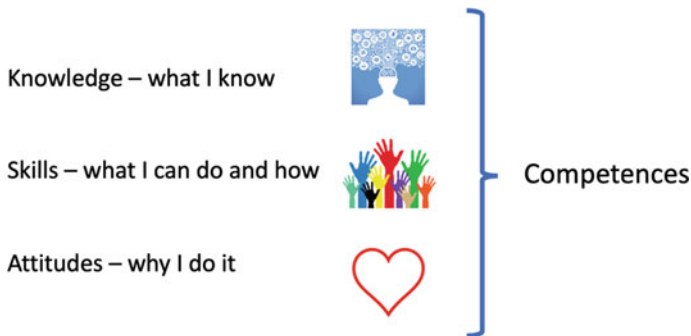 Knowledge – what I know
Skills – what I can do and how
Competences
Attitudes – why I do it